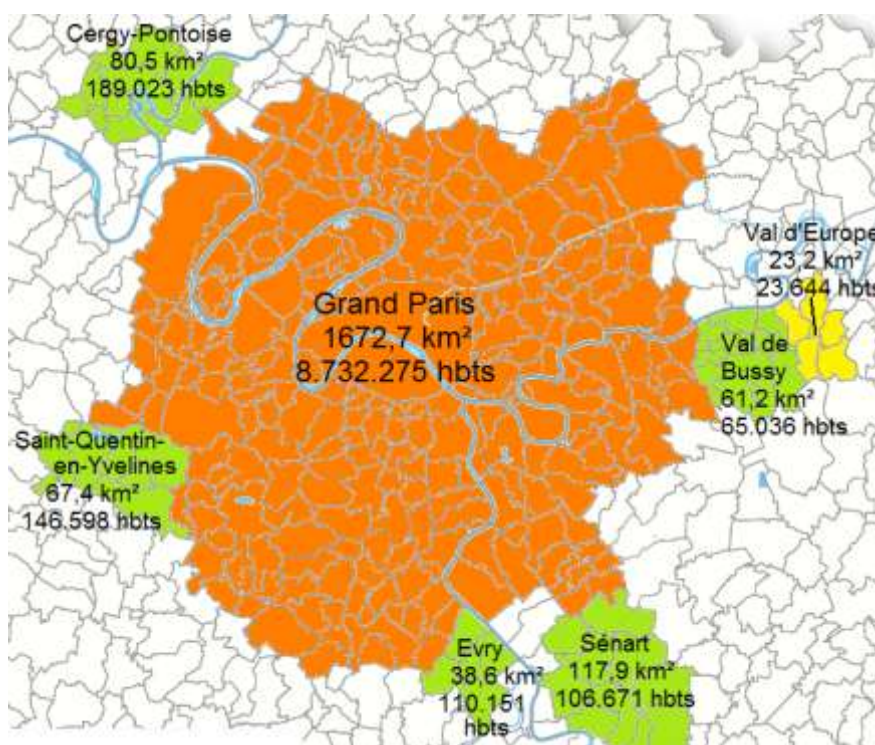 Cergy-Pontoise
80,5 km²
189.023 hbts
Val d'Europe
23,2 km²
23.644 hbts
Grand Paris
1672,7 km²
8.732.275 hbts
Val de
Bussy
61,2 km²
65.036 hbts
Saint-Quentin-
en-Yvelines
67,4 km²
146.598 hbts
Evry
38,6 km²
110.151
hbts
Sénart
117,9 km²
106.671 hbts